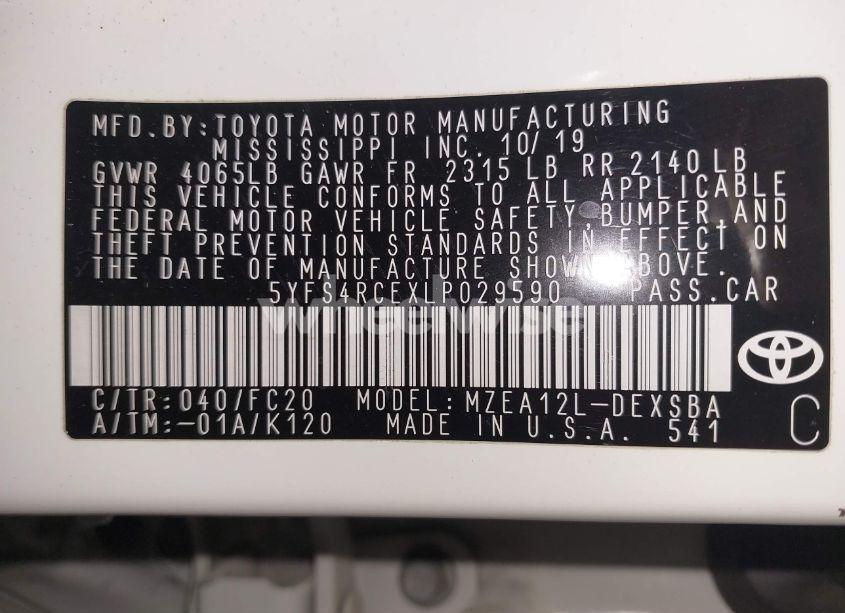 MFD.BY:TOYOTA MOTOR MANUFACTURING
MISSISSIPPI INC. 10/19
GVWR 4065LB GAWR FR 2315 LB RR 2140 LB
THIS VEHICLE CONFORMS TO ALL APPLICABLE
FEDERAL MOTOR VEHICLE SAFETY,BUMPER,AND
THEFT PREVENTION STANDARDS IN EFFECT ON
THE DATE OF MANUFACTURE SHOWN ABOVE.
5YFS4RCEXLP029590 PASS.CAR
wheelwise
C/TR:040/FC20 MODEL:MZEA12L-DEXSBA
A/TM:-01A/K120 MADE IN U.S.A. 541
C